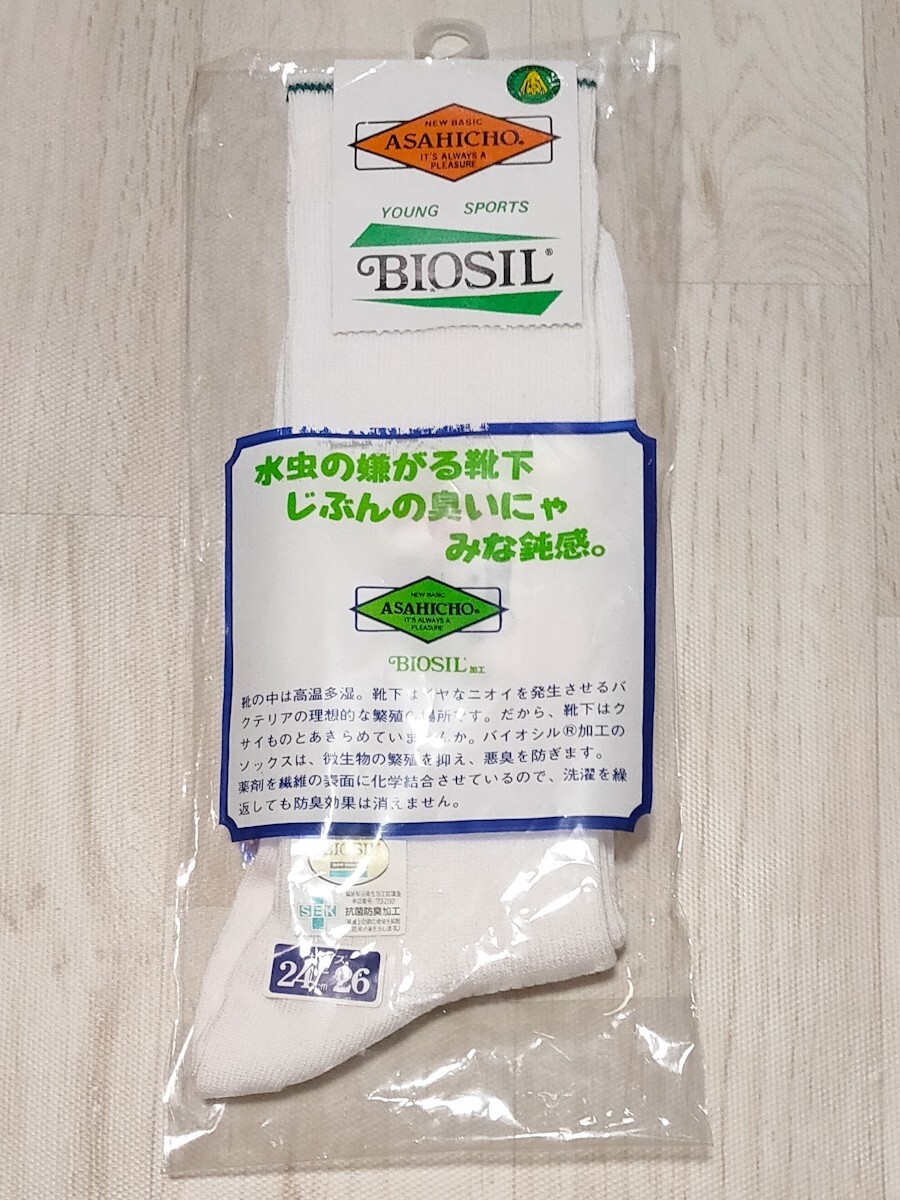 NEW BASIC
ASAHICHO®
IT'S ALWAYS A
PLEASURE
YOUNG SPORTS
BIOSIL®
水虫の嫌がる靴下
じぶんの臭いにゃ
みな鈍感。
NEW BASIC
ASAHICHO®
IT'S ALWAYS A
PLEASURE
BIOSIL 加工
靴の中は高温多湿。靴下はイヤなニオイを発生させるバ
クテリアの理想的な繁殖の場所です。だから、靴下はク
サイものとあきらめていませんか。バイオシル®加工の
ソックスは、微生物の繁殖を抑え、悪臭を防ぎます。
薬剤を繊維の表面に化学結合させているので、洗濯を繰
返しても防臭効果は消えません。
BIOSIL
SEK 抗菌防臭加工
24 26